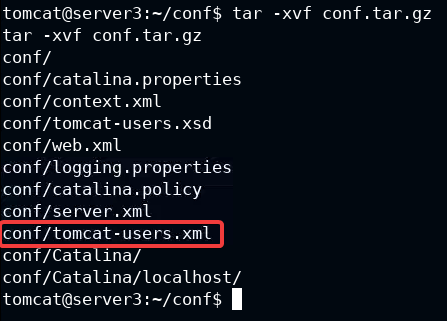 tomcat@server3:~/conf$ tar -xvf conf.tar.gz
tar -xvf conf.tar.gz
conf/
conf/catalina.properties
conf/context.xml
conf/tomcat-users.xsd
conf/web.xml
conf/logging.properties
conf/catalina.policy
conf/server.xml
conf/tomcat-users.xml
conf/Catalina/
conf/Catalina/localhost/
tomcat@server3:~/conf$